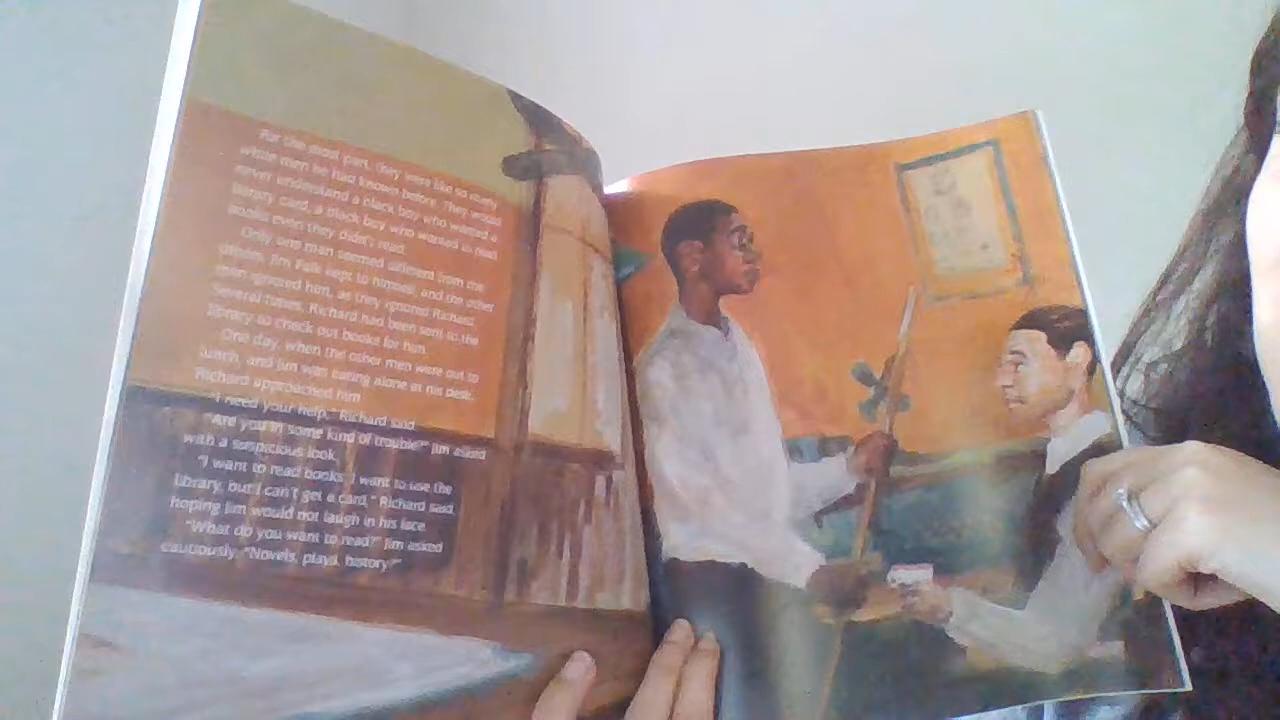 For the most part, they were like so many
white men he had known before. They would
never understand a black boy who wanted a
library card, a black boy who wanted to read
books even they didn't read.
Only one man seemed different from the
others. Jim Falk kept to himself, and the other
men ignored him, as they ignored Richard.
Several times, Richard had been sent to the
library to check out books for him.
One day, when the other men were out to
lunch, and Jim was eating alone at his desk,
Richard approached him.
"I need your help," Richard said.
"Are you in some kind of trouble?" Jim asked
with a suspicious look.
"I want to read books. I want to use the
library, but I can't get a card," Richard said,
hoping Jim would not laugh in his face.
"What do you want to read?" Jim asked
cautiously. "Novels, plays, history?"